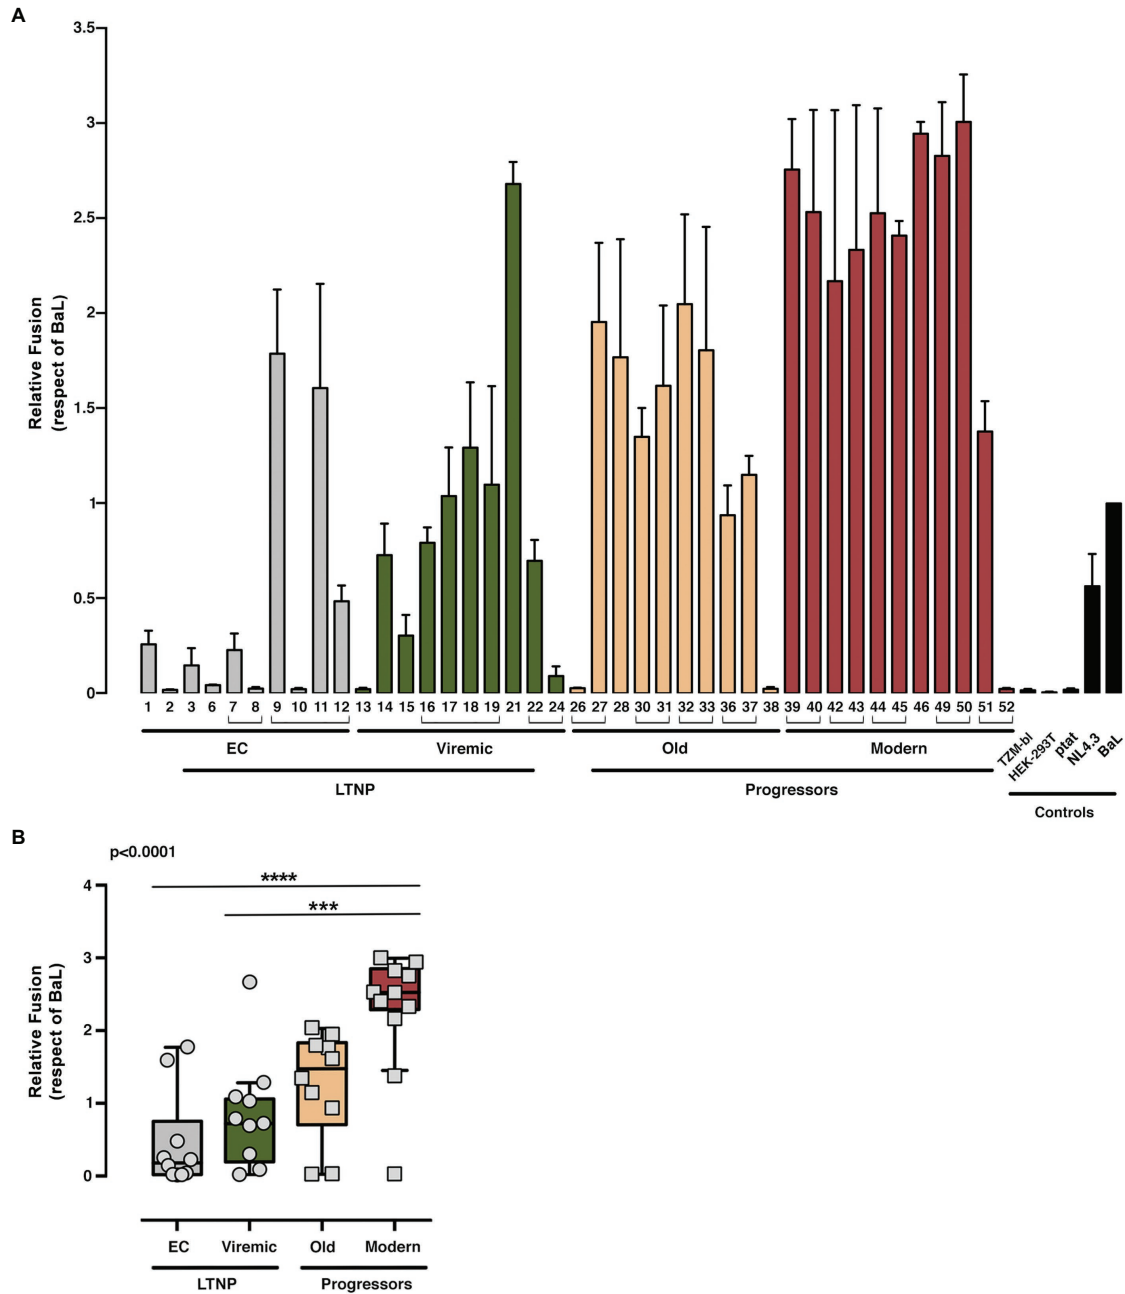 A
3.5
3
2.5
2
1.5
1
0.5
0
Relative Fusion
(respect of BaL)
1 2 3 6 7 8 9 10 11 12 13 14 15 16 17 18 19 21 22 24 26 27 28 30 31 32 33 36 37 38 39 40 42 43 44 45 46 49 50 51 52
TZM-bl HEK-293T ptat NL4.3 BaL
EC Viremic Old Modern
LTNP Progressors
Controls
B
p<0.0001
****
***
4
3
2
1
0
Relative Fusion
(respect of BaL)
EC Viremic Old Modern
LTNP Progressors